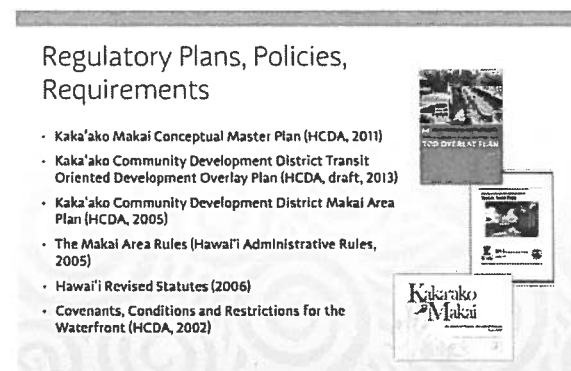 Regulatory Plans, Policies,
Requirements
• Kaka'ako Makai Conceptual Master Plan (HCDA, 2011)
• Kaka'ako Community Development District Transit
Oriented Development Overlay Plan (HCDA, draft, 2013)
• Kaka'ako Community Development District Makai Area
Plan (HCDA, 2005)
• The Makai Area Rules (Hawai'i Administrative Rules,
2005)
• Hawai'i Revised Statutes (2006)
• Covenants, Conditions and Restrictions for the
Waterfront (HCDA, 2002)
TOD OVERLAY PLAN
Kaka'ako
Makai